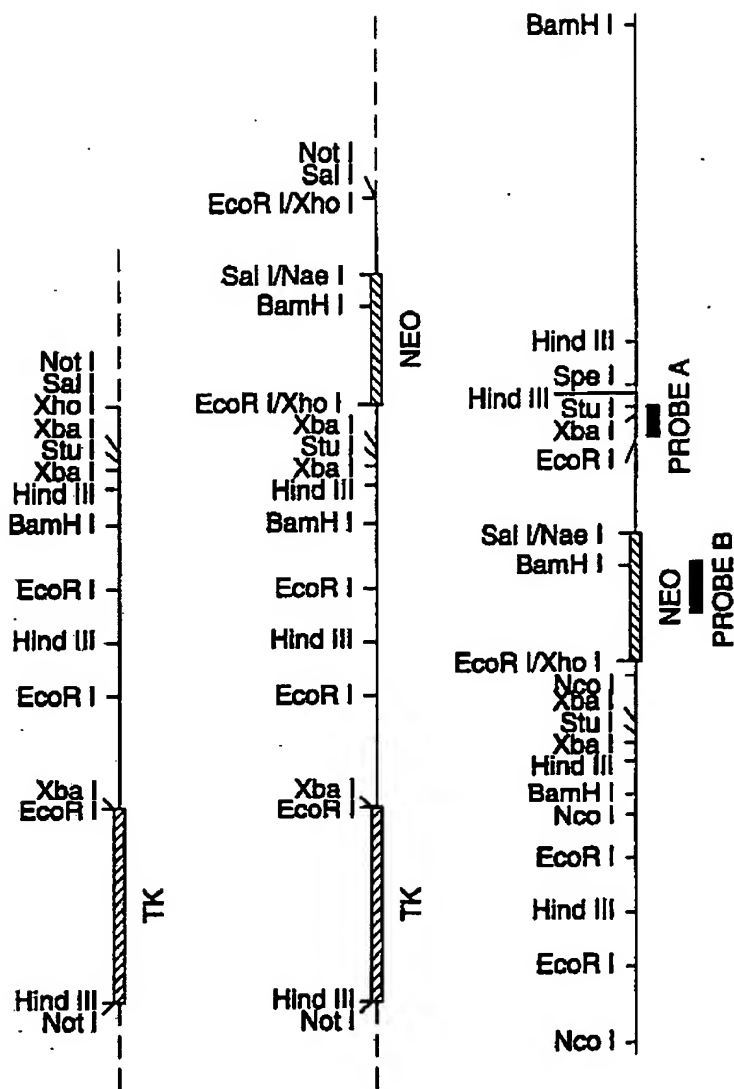 Not I
Sal I
Xho I
Xba I
Stu I
Xba I
Hind III
BamH I
EcoR I
Hind III
EcoR I
Xba I
EcoR I
TK
Hind III
Not I
Not I
Sal I
EcoR I/Xho I
Sal I/Nae I
BamH I
NEO
EcoR I/Xho I
Xba I
Stu I
Xba I
Hind III
BamH I
EcoR I
Hind III
EcoR I
Xba I
EcoR I
TK
Hind III
Not I
BamH I
Hind III
Spe I
Hind III
Stu I
Xba I
EcoR I
PROBE A
Sal I/Nae I
BamH I
NEO
PROBE B
EcoR I/Xho I
Nco I
Xba I
Stu I
Xba I
Hind III
BamH I
Nco I
EcoR I
Hind III
EcoR I
Nco I